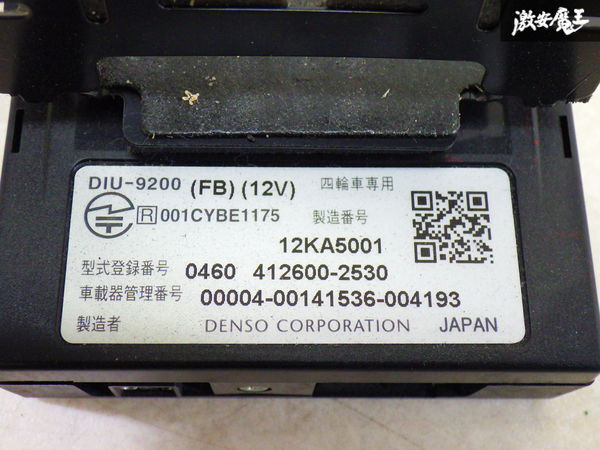 激安魔王
DIU-9200 (FB) (12V) 四輪車専用
R 001CYBE1175 製造番号
12KA5001
型式登録番号 0460 412600-2530
車載器管理番号 00004-00141536-004193
製造者 DENSO CORPORATION JAPAN